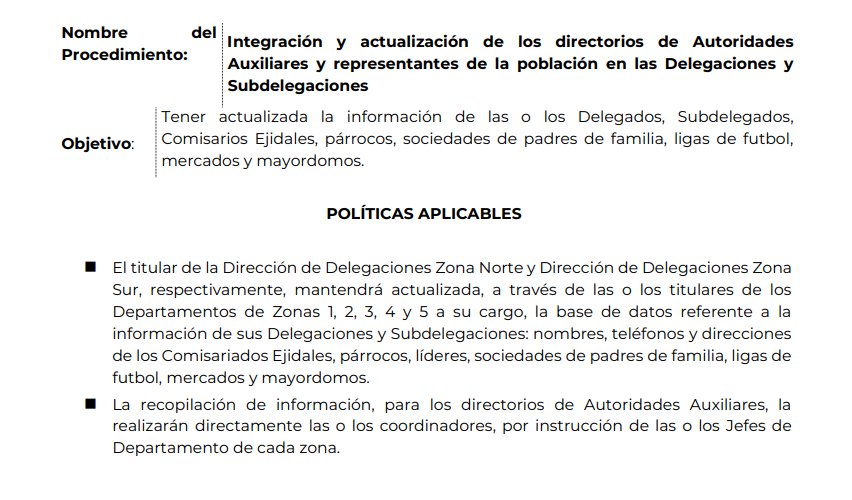 Nombre del
Procedimiento:
Integración y actualización de los directorios de Autoridades
Auxiliares y representantes de la población en las Delegaciones y
Subdelegaciones
Objetivo:
Tener actualizada la información de las o los Delegados, Subdelegados,
Comisarios Ejidales, párrocos, sociedades de padres de familia, ligas de futbol,
mercados y mayordomos.
POLÍTICAS APLICABLES
■ El titular de la Dirección de Delegaciones Zona Norte y Dirección de Delegaciones Zona
Sur, respectivamente, mantendrá actualizada, a través de las o los titulares de los
Departamentos de Zonas 1, 2, 3, 4 y 5 a su cargo, la base de datos referente a la
información de sus Delegaciones y Subdelegaciones: nombres, teléfonos y direcciones
de los Comisariados Ejidales, párrocos, líderes, sociedades de padres de familia, ligas de
futbol, mercados y mayordomos.
■ La recopilación de información, para los directorios de Autoridades Auxiliares, la
realizarán directamente las o los coordinadores, por instrucción de las o los Jefes de
Departamento de cada zona.